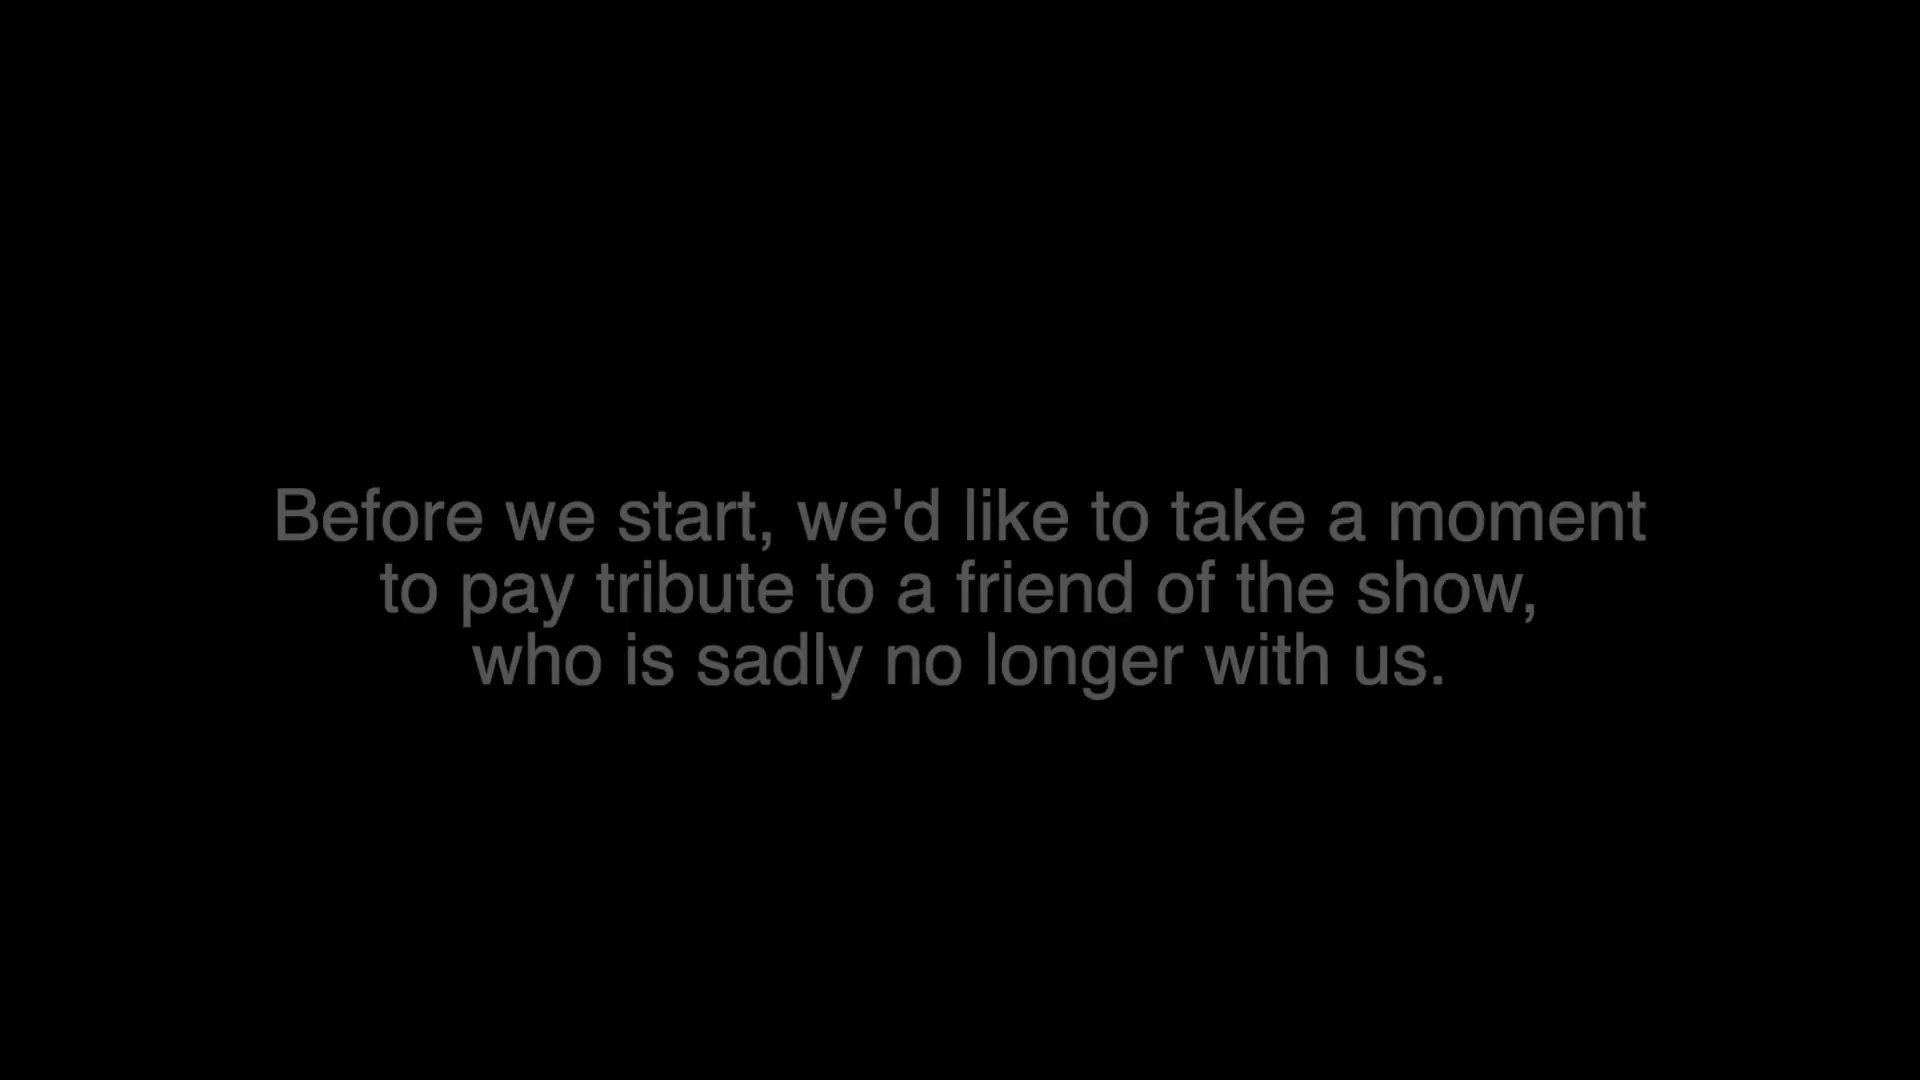 Before we start, we'd like to take a moment
to pay tribute to a friend of the show,
who is sadly no longer with us.